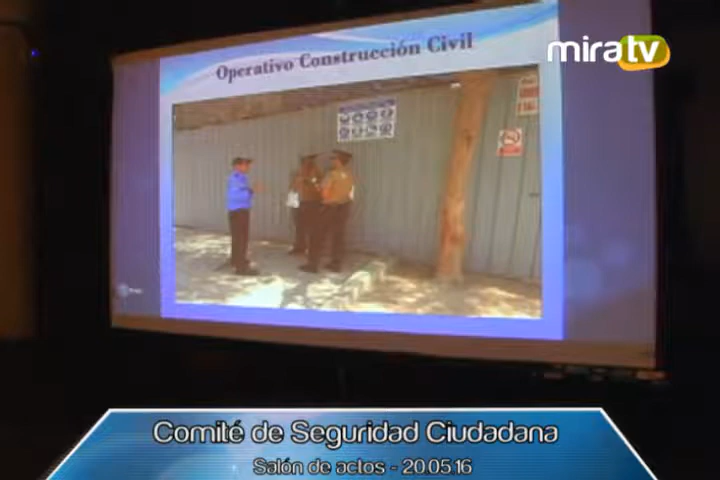 Operativo Construcción Civil
miratv
Comité de Seguridad Ciudadana
Salón de actos - 20.05.16